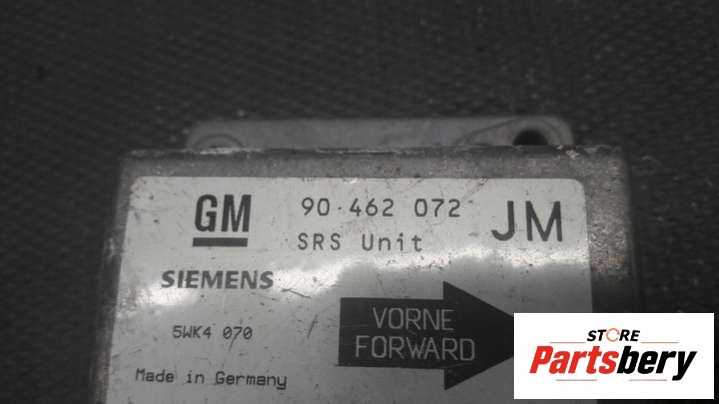 GM 90 462 072 JM
SRS Unit
SIEMENS
5WK4 070
VORNE
FORWARD
Made in Germany
STORE
Partsbery